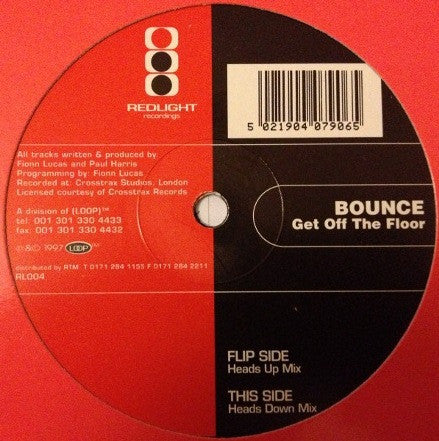 REDLIGHT
recordings
5 021904 079065
All tracks written & produced by:
Fionn Lucas and Paul Harris
Programming by: Fionn Lucas
Recorded at: Crosstrax Studios, London
Licensed courtesy of Crosstrax Records
A division of (LOOP)™
tel: 001 301 330 4433
fax: 001 301 330 4432
℗&© 1997 LOOP™
distributed by RTM T 0171 284 1155 F 0171 284 2211
RL004
BOUNCE
Get Off The Floor
FLIP SIDE
Heads Up Mix
THIS SIDE
Heads Down Mix